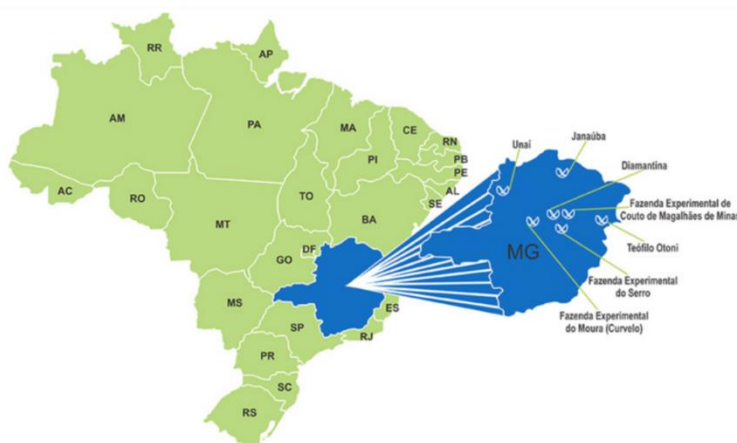 RR
AP
AM
PA
MA
CE
RN
PB
PE
AL
SE
PI
AC
RO
TO
BA
MT
DF
GO
MS
ES
SP
RJ
PR
SC
RS
Unaí
Janaúba
Diamantina
Fazenda Experimental de
Couto de Magalhães de Minas
Teófilo Otoni
MG
Fazenda Experimental
do Serro
Fazenda Experimental
do Moura (Curvelo)